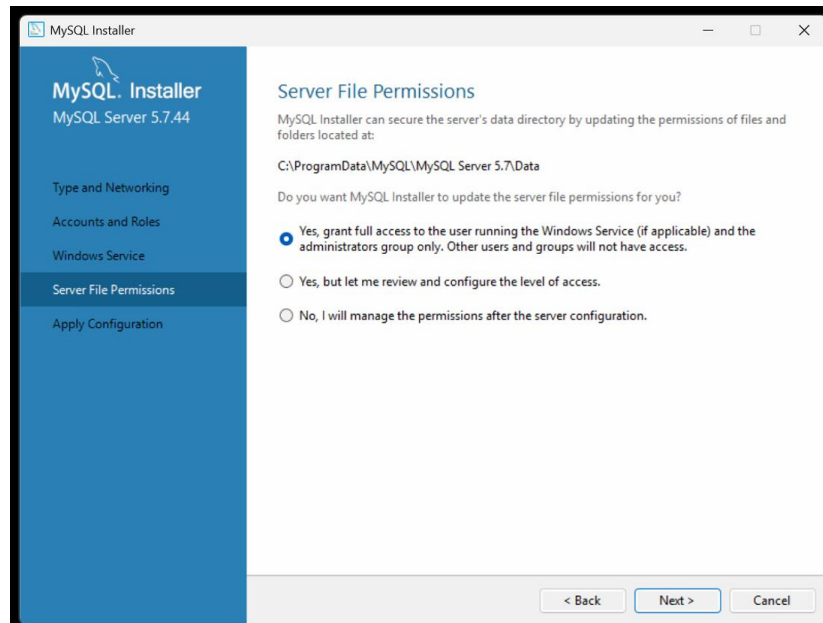 MySQL Installer
MySQL. Installer
MySQL Server 5.7.44
Type and Networking
Accounts and Roles
Windows Service
Server File Permissions
Apply Configuration
Server File Permissions
MySQL Installer can secure the server's data directory by updating the permissions of files and
folders located at:
C:\ProgramData\MySQL\MySQL Server 5.7\Data
Do you want MySQL Installer to update the server file permissions for you?
Yes, grant full access to the user running the Windows Service (if applicable) and the
administrators group only. Other users and groups will not have access.
Yes, but let me review and configure the level of access.
No, I will manage the permissions after the server configuration.
< Back
Next >
Cancel